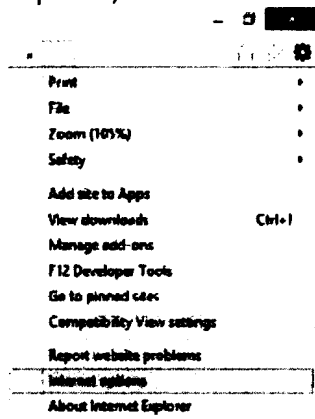 Print
File
Zoom (105%)
Safety
Add site to Apps
View downloads Ctrl+J
Manage add-ons
F12 Developer Tools
Go to pinned sites
Compatibility View settings
Report website problems
Internet options
About Internet Explorer